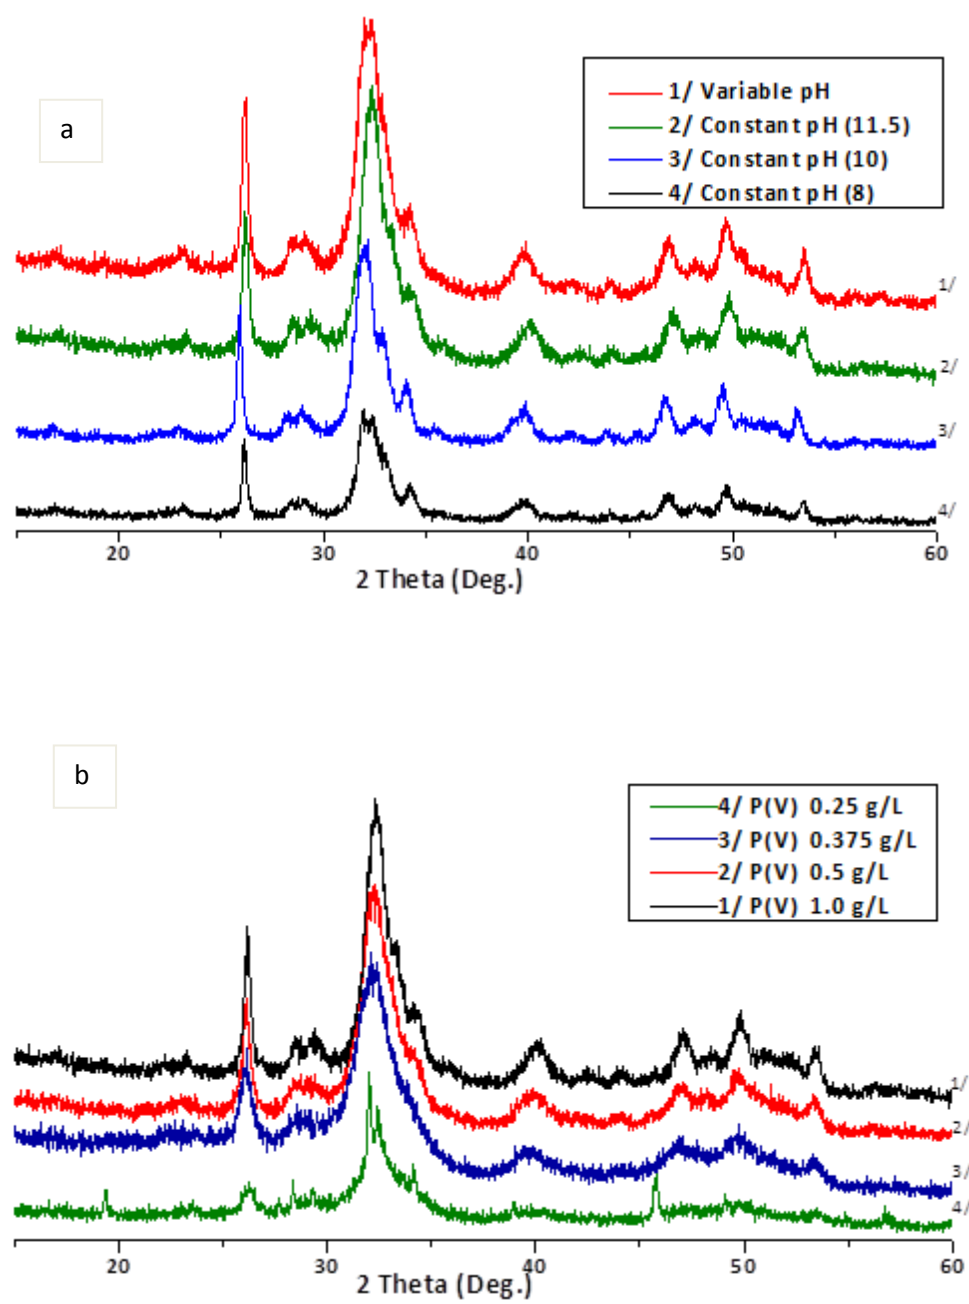 a
1/ Variable pH
2/ Constant pH (11.5)
3/ Constant pH (10)
4/ Constant pH (8)
1/
2/
3/
4/
20 30 40 50 60
2 Theta (Deg.)
b
4/ P(V) 0.25 g/L
3/ P(V) 0.375 g/L
2/ P(V) 0.5 g/L
1/ P(V) 1.0 g/L
1/
2/
3/
4/
20 30 40 50 60
2 Theta (Deg.)